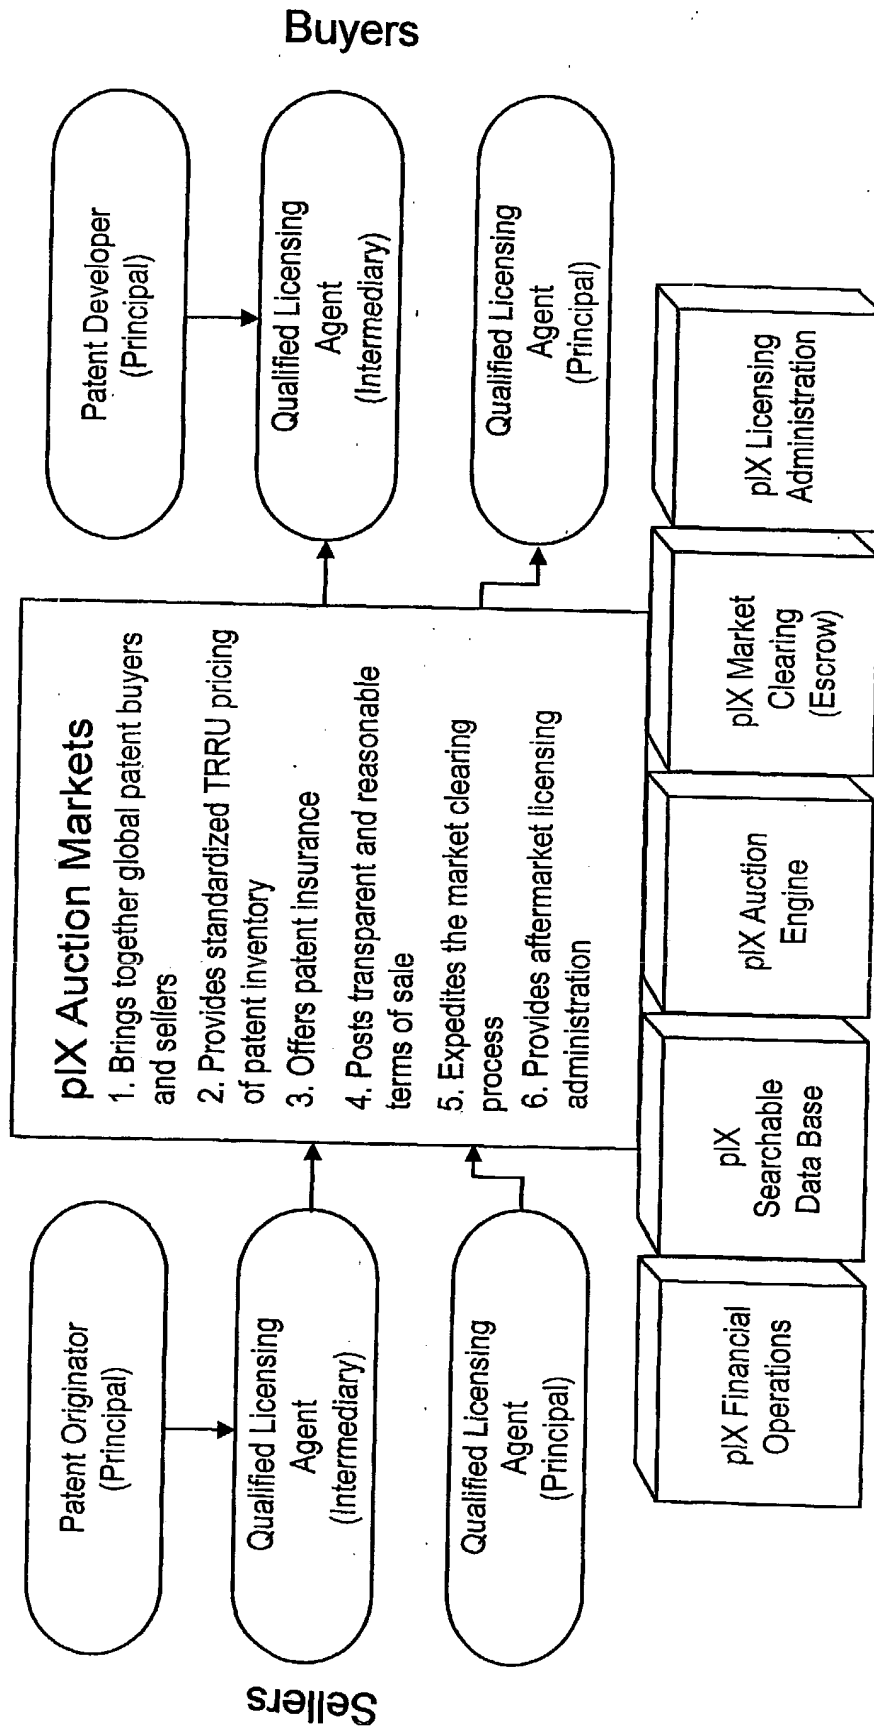 Sellers
Patent Originator
(Principal)
Qualified Licensing
Agent
(Intermediary)
Qualified Licensing
Agent
(Principal)
pIX Auction Markets
1. Brings together global patent buyers
and sellers
2. Provides standardized TRRU pricing
of patent inventory
3. Offers patent insurance
4. Posts transparent and reasonable
terms of sale
5. Expedites the market clearing
process
6. Provides aftermarket licensing
administration
Buyers
Patent Developer
(Principal)
Qualified Licensing
Agent
(Intermediary)
Qualified Licensing
Agent
(Principal)
pIX Financial
Operations
pIX
Searchable
Data Base
pIX Auction
Engine
pIX Market
Clearing
(Escrow)
pIX Licensing
Administration